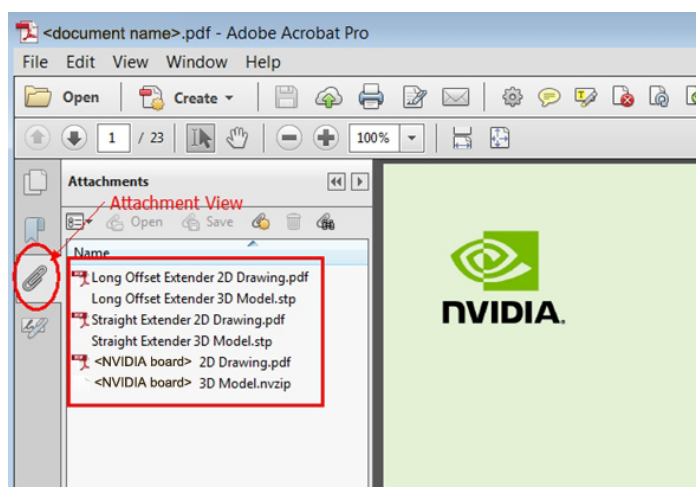 <document name>.pdf - Adobe Acrobat Pro
File Edit View Window Help
Open Create
1 / 23 100%
Attachments
Attachment View
Open Save
Name
Long Offset Extender 2D Drawing.pdf
Long Offset Extender 3D Model.stp
Straight Extender 2D Drawing.pdf
Straight Extender 3D Model.stp
<NVIDIA board> 2D Drawing.pdf
<NVIDIA board> 3D Model.nvzip
NVIDIA.